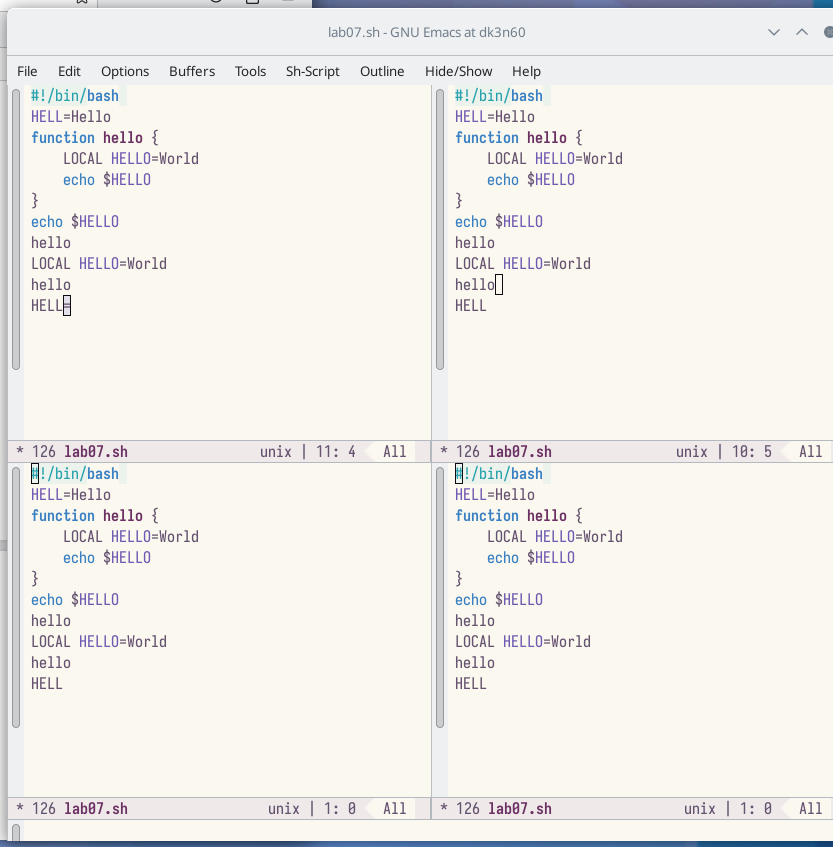 lab07.sh - GNU Emacs at dk3n60
File Edit Options Buffers Tools Sh-Script Outline Hide/Show Help
#!/bin/bash
HELL=Hello
function hello {
    LOCAL HELLO=World
    echo $HELLO
}
echo $HELLO
hello
LOCAL HELLO=World
hello
HELL
* 126 lab07.sh unix | 11: 4 All
#!/bin/bash
HELL=Hello
function hello {
    LOCAL HELLO=World
    echo $HELLO
}
echo $HELLO
hello
LOCAL HELLO=World
hello
HELL
* 126 lab07.sh unix | 10: 5 All
#!/bin/bash
HELL=Hello
function hello {
    LOCAL HELLO=World
    echo $HELLO
}
echo $HELLO
hello
LOCAL HELLO=World
hello
HELL
* 126 lab07.sh unix | 1: 0 All
#!/bin/bash
HELL=Hello
function hello {
    LOCAL HELLO=World
    echo $HELLO
}
echo $HELLO
hello
LOCAL HELLO=World
hello
HELL
* 126 lab07.sh unix | 1: 0 All